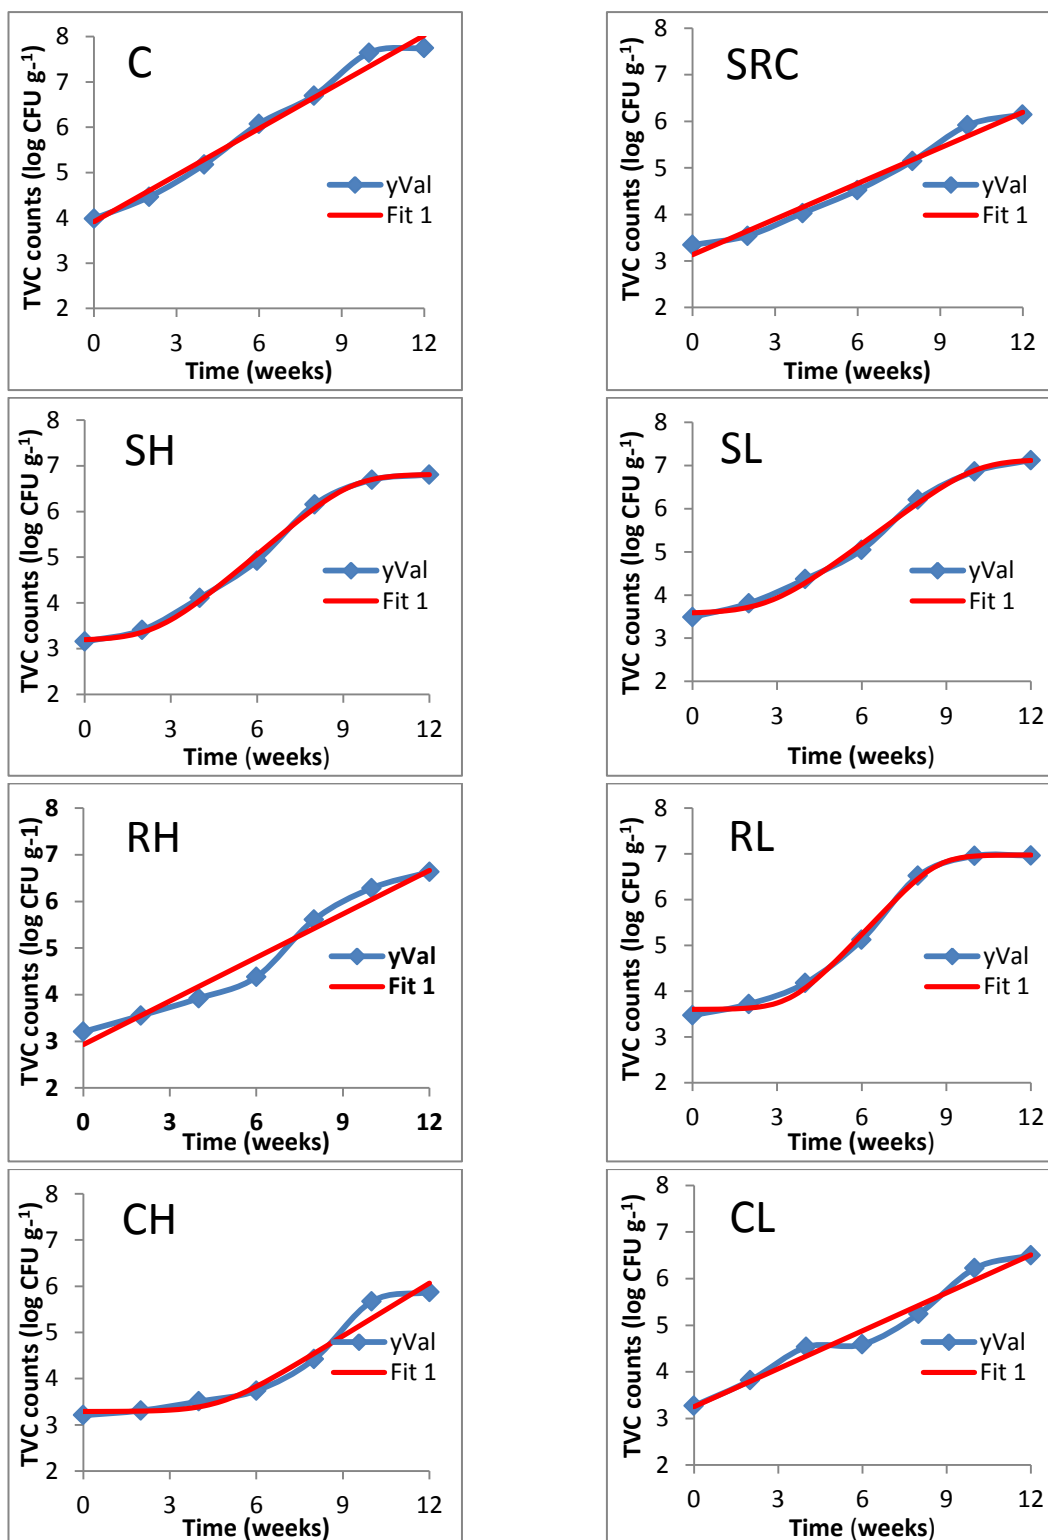 C
TVC counts (log CFU g-¹)
8
7
6
5
4
3
2
0 3 6 9 12
Time (weeks)
yVal
Fit 1
SRC
TVC counts (log CFU g-¹)
8
7
6
5
4
3
2
0 3 6 9 12
Time (weeks)
yVal
Fit 1
SH
TVC counts (log CFU g-¹)
8
7
6
5
4
3
2
0 3 6 9 12
Time (weeks)
yVal
Fit 1
SL
TVC counts (log CFU g-¹)
8
7
6
5
4
3
2
0 3 6 9 12
Time (weeks)
yVal
Fit 1
RH
TVC counts (log CFU g-1)
8
7
6
5
4
3
2
0 3 6 9 12
Time (weeks)
yVal
Fit 1
RL
TVC counts (log CFU g-¹)
8
7
6
5
4
3
2
0 3 6 9 12
Time (weeks)
yVal
Fit 1
CH
TVC counts (log CFU g-¹)
8
7
6
5
4
3
2
0 3 6 9 12
Time (weeks)
yVal
Fit 1
CL
TVC counts (log CFU g-¹)
8
7
6
5
4
3
2
0 3 6 9 12
Time (weeks)
yVal
Fit 1